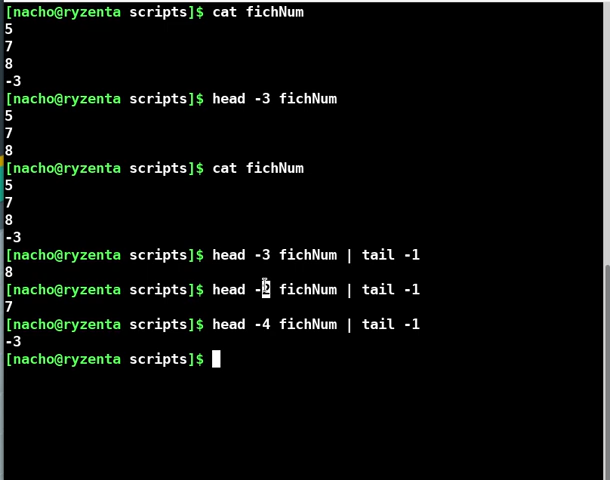 [nacho@ryzenta scripts]$ cat fichNum
5
7
8
-3
[nacho@ryzenta scripts]$ head -3 fichNum
5
7
8
[nacho@ryzenta scripts]$ cat fichNum
5
7
8
-3
[nacho@ryzenta scripts]$ head -3 fichNum | tail -1
8
[nacho@ryzenta scripts]$ head - fichNum | tail -1
7
[nacho@ryzenta scripts]$ head -4 fichNum | tail -1
-3
[nacho@ryzenta scripts]$